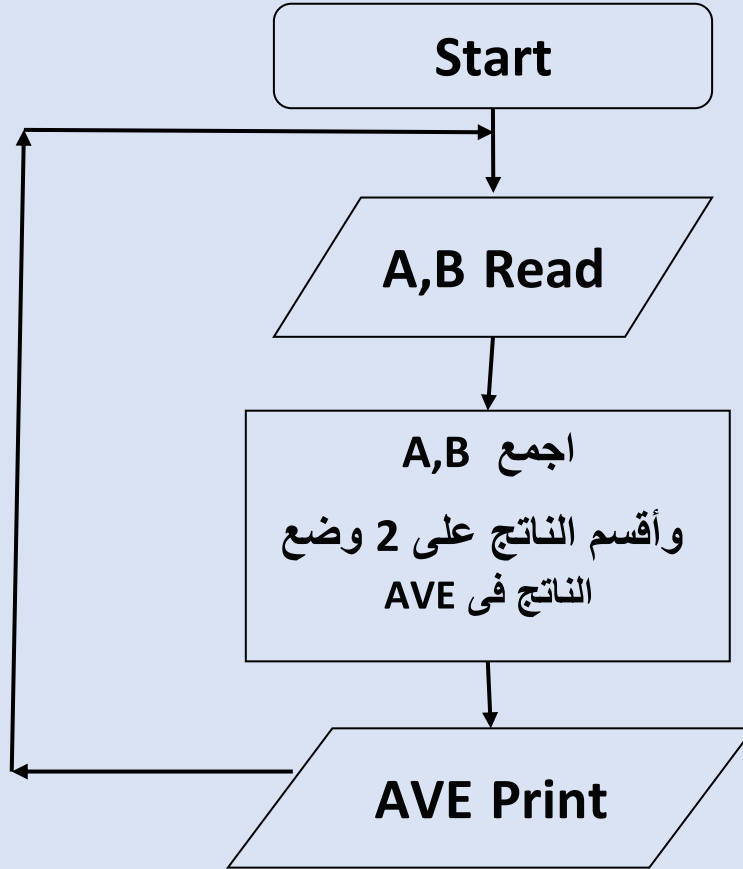 Start
A,B Read
اجمع A,B
وأقسم الناتج على 2 وضع
الناتج فى AVE
AVE Print